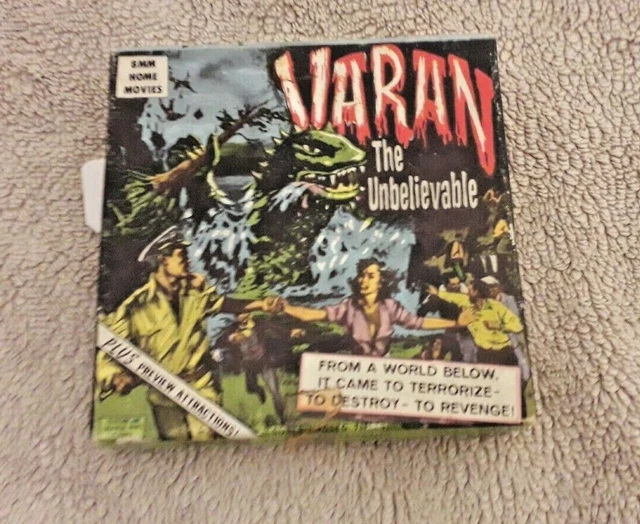 8MM
HOME
MOVIES
VARAN
The
Unbelievable
PLUS PREVIEW ATTRACTIONS!
FROM A WORLD BELOW,
IT CAME TO TERRORIZE-
TO DESTROY- TO REVENGE!